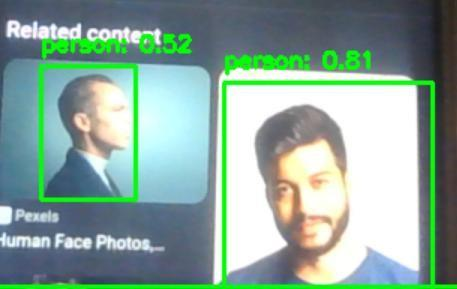 Related content
person: 0.52
person: 0.81
Pexels
Human Face Photos,...